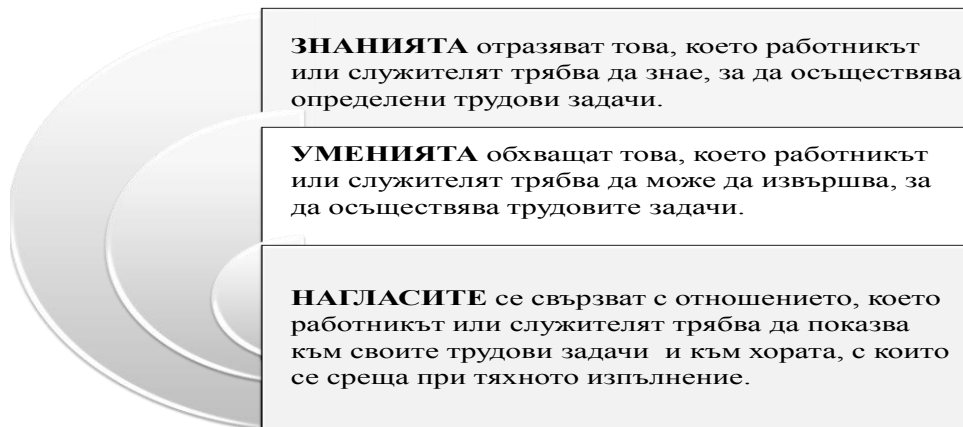 ЗНАНИЯТА отразяват това, което работникът
или служителят трябва да знае, за да осъществява
определени трудови задачи.
УМЕНИЯТА обхващат това, което работникът
или служителят трябва да може да извършва, за
да осъществява трудовите задачи.
НАГЛАСИТЕ се свързват с отношението, което
работникът или служителят трябва да показва
към своите трудови задачи и към хората, с които
се среща при тяхното изпълнение.